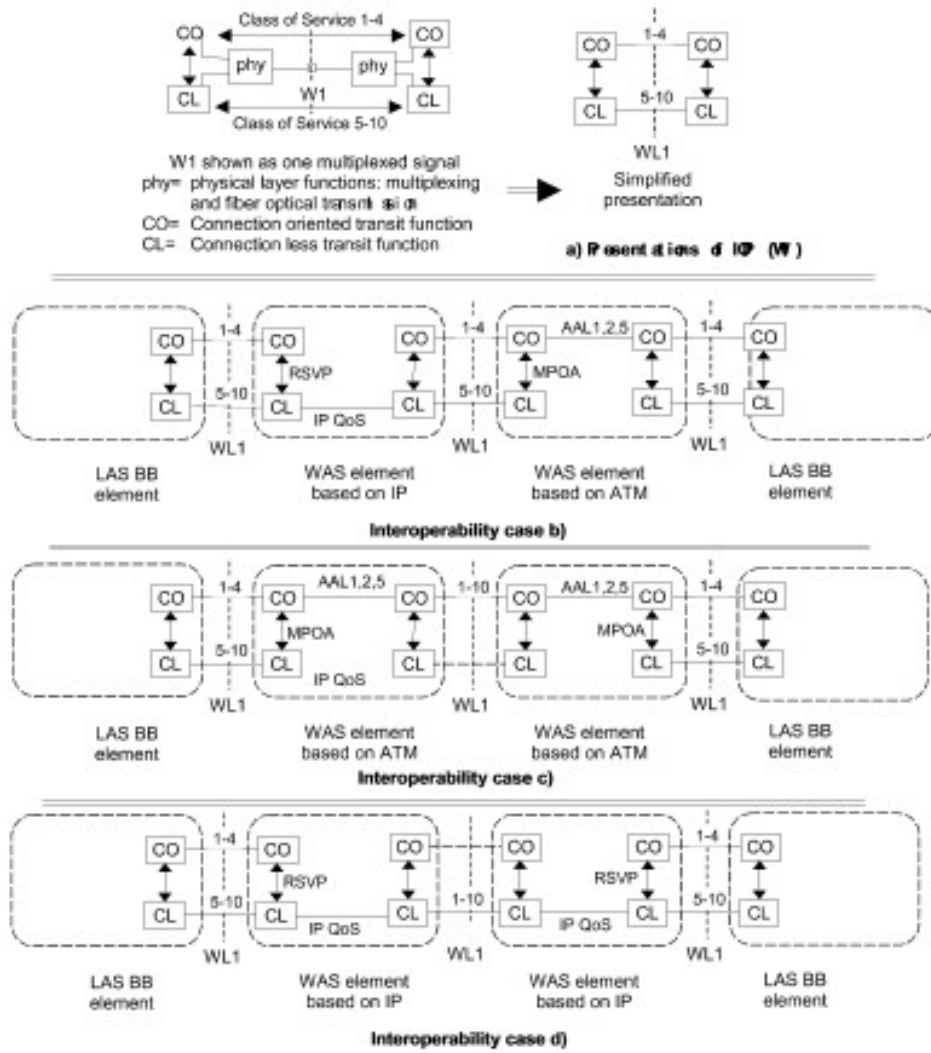 Class of Service 1-4
CO CO
phy phy
W1
CL CL
Class of Service 5-10
W1 shown as one multiplexed signal
phy= physical layer functions: multiplexing
and fiber optical
CO= Connection oriented transit function
CL= Connection less transit function
1-4
CO CO
5-10
CL CL
WL1
Simplified
presentation
a)
1-4 1-4 AAL1,2,5 1-4
CO CO CO CO CO CO
RSVP MPOA
5-10 5-10 5-10
CL CL CL CL CL CL
IP QoS
WL1 WL1 WL1
LAS BB WAS element WAS element LAS BB
element based on IP based on ATM element
Interoperability case b)
1-4 AAL1,2,5 1-10 AAL1,2,5 1-4
CO CO CO CO CO CO
MPOA MPOA
5-10 5-10
CL CL CL CL CL CL
IP QoS
WL1 WL1 WL1
LAS BB WAS element WAS element LAS BB
element based on ATM based on ATM element
Interoperability case c)
1-4 1-4
CO CO CO CO CO CO
RSVP RSVP
5-10 1-10 5-10
CL CL CL CL CL CL
IP QoS IP QoS
WL1 WL1 WL1
LAS BB WAS element WAS element LAS BB
element based on IP based on IP element
Interoperability case d)